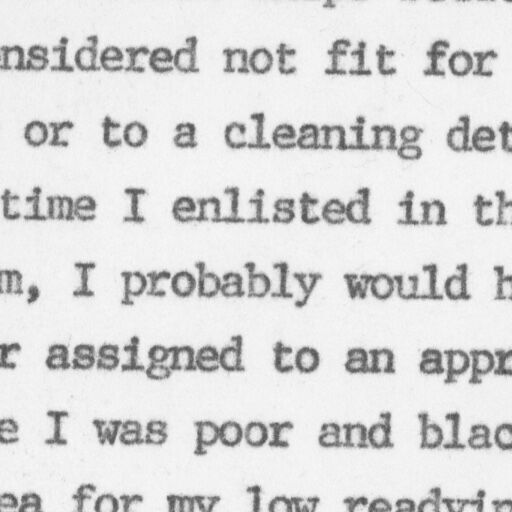 nsidered not fit for
or to a cleaning det
time I enlisted in th
m, I probably would h
r assigned to an appr
e I was poor and blac
ea for my low readyin